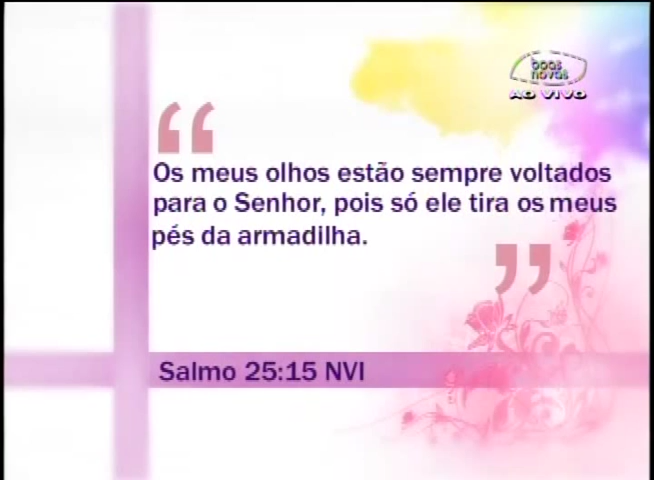 boas
novas
AO VIVO
“
Os meus olhos estão sempre voltados
para o Senhor, pois só ele tira os meus
pés da armadilha.
”
Salmo 25:15 NVI